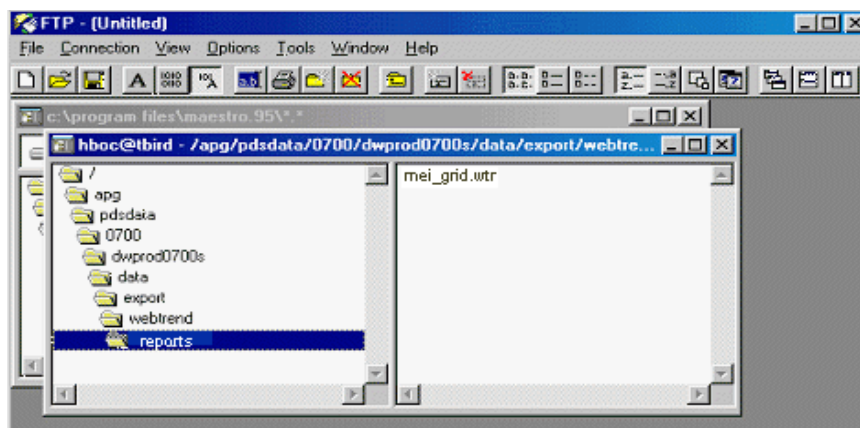 FTP - (Untitled)
File Connection View Options Tools Window Help
c:\program files\maestro.95\*.*
hboc@tbird - /apg/pdsdata/0700/dwprod0700s/data/export/webtre...
/
apg
pdsdata
0700
dwprod0700s
data
export
webtrend
reports
mei_grid.wtr